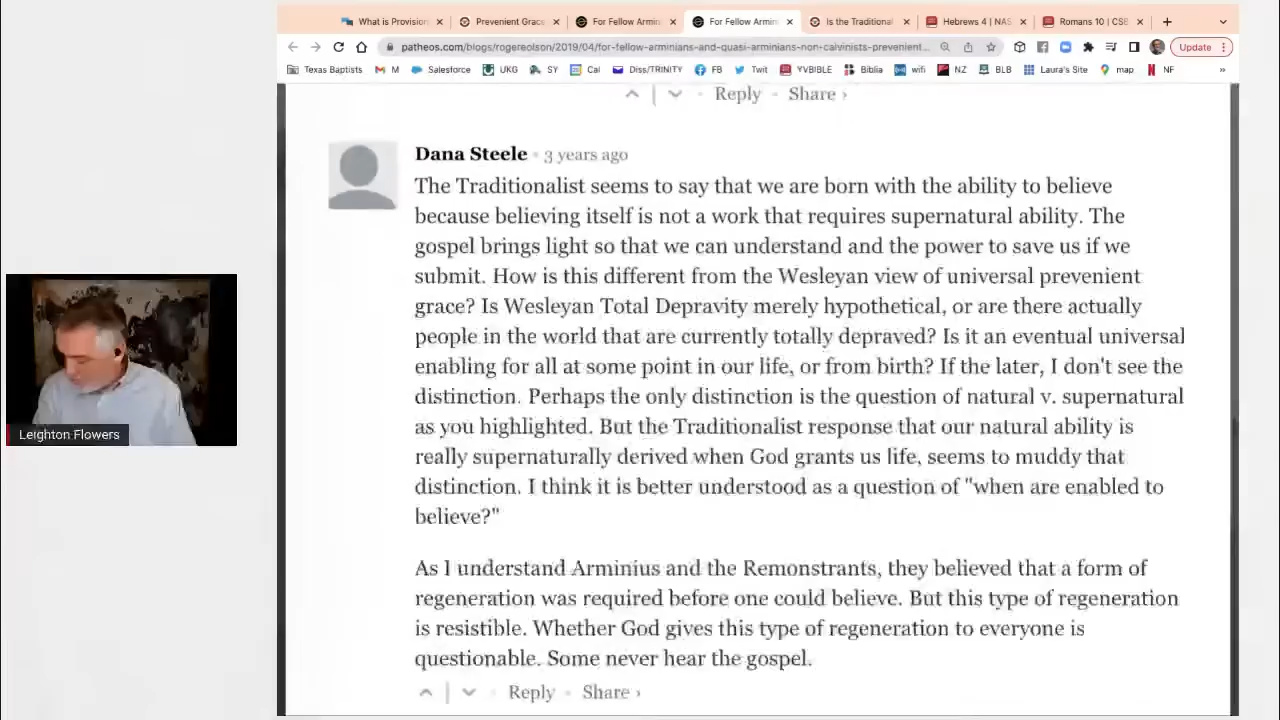 What is Provision
Prevenient Grace
For Fellow Armin
For Fellow Armin
Is the Traditional
Hebrews 4 | NAS
Romans 10 | CSB
patheos.com/blogs/rogereolson/2019/04/for-fellow-arminians-and-quasi-arminians-non-calvinists-prevenient...
Update
Texas Baptists
M
Salesforce
UKG
SY
Cal
Diss/TRINITY
FB
Twit
YVBIBLE
Biblia
wifi
NZ
BLB
Laura's Site
map
NF
»
Reply
Share ›
Dana Steele • 3 years ago
The Traditionalist seems to say that we are born with the ability to believe
because believing itself is not a work that requires supernatural ability. The
gospel brings light so that we can understand and the power to save us if we
submit. How is this different from the Wesleyan view of universal prevenient
grace? Is Wesleyan Total Depravity merely hypothetical, or are there actually
people in the world that are currently totally depraved? Is it an eventual universal
enabling for all at some point in our life, or from birth? If the later, I don't see the
distinction. Perhaps the only distinction is the question of natural v. supernatural
as you highlighted. But the Traditionalist response that our natural ability is
really supernaturally derived when God grants us life, seems to muddy that
distinction. I think it is better understood as a question of "when are enabled to
believe?"
As I understand Arminius and the Remonstrants, they believed that a form of
regeneration was required before one could believe. But this type of regeneration
is resistible. Whether God gives this type of regeneration to everyone is
questionable. Some never hear the gospel.
Reply
Share ›
Leighton Flowers